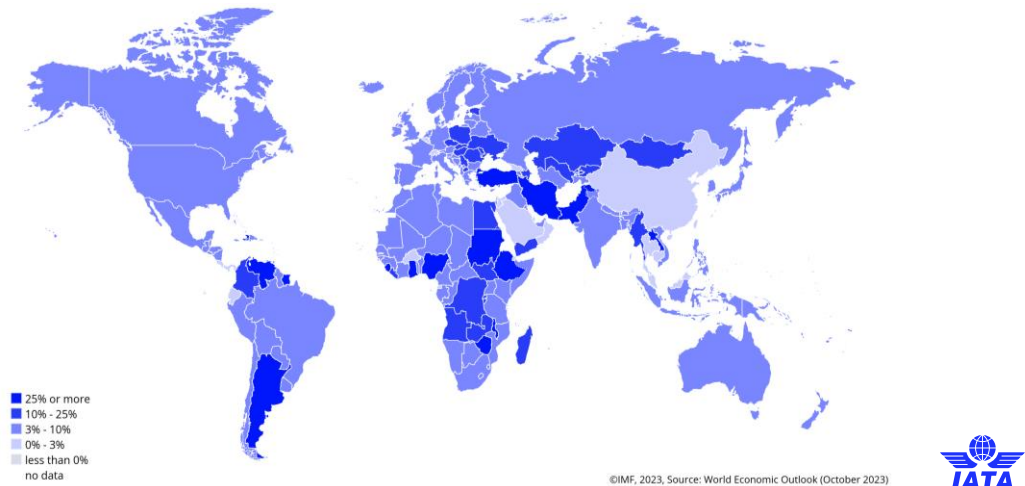 25% or more
10% - 25%
3% - 10%
0% - 3%
less than 0%
no data
©IMF, 2023, Source: World Economic Outlook (October 2023)
IATA